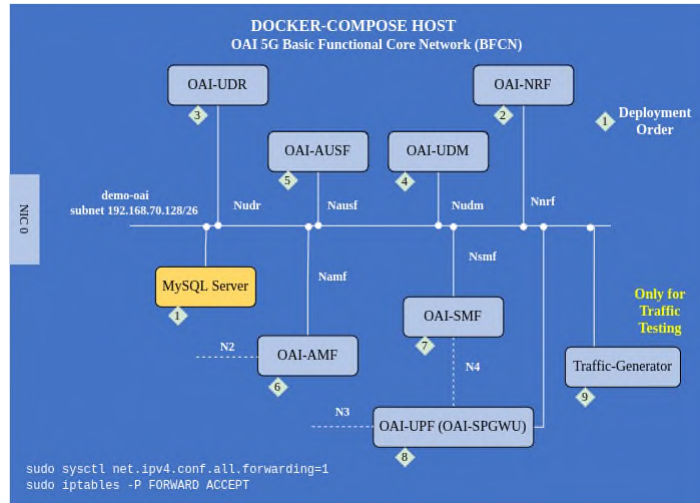 DOCKER-COMPOSE HOST
OAI 5G Basic Functional Core Network (BFCN)
OAI-UDR
3
OAI-NRF
2
1
Deployment
Order
OAI-AUSF
5
OAI-UDM
4
NIC 0
demo-oai
subnet 192.168.70.128/26
Nudr
Nausf
Nudm
Nnrf
MySQL Server
1
Namf
Nsmf
OAI-SMF
7
Only for
Traffic
Testing
N2
OAI-AMF
6
N4
Traffic-Generator
9
N3
OAI-UPF (OAI-SPGWU)
8
sudo sysctl net.ipv4.conf.all.forwarding=1
sudo iptables -P FORWARD ACCEPT